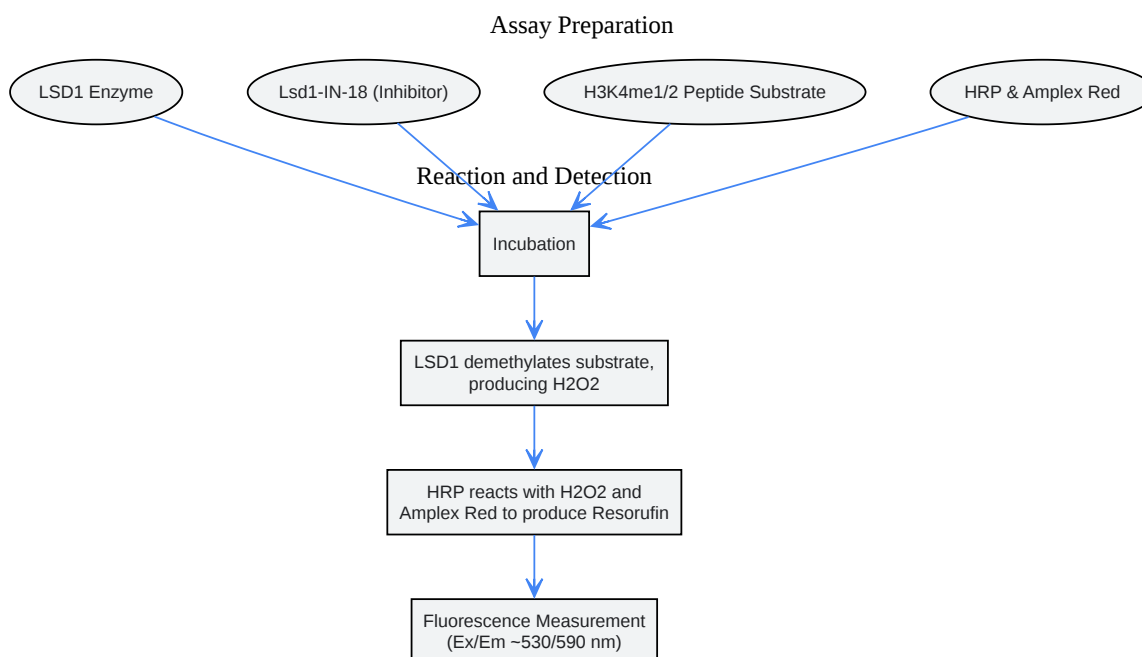 Assay Preparation
LSD1 Enzyme
Lsd1-IN-18 (Inhibitor)
H3K4me1/2 Peptide Substrate
HRP & Amplex Red
Reaction and Detection
Incubation
LSD1 demethylates substrate,
producing H2O2
HRP reacts with H2O2 and
Amplex Red to produce Resorufin
Fluorescence Measurement
(Ex/Em ~530/590 nm)